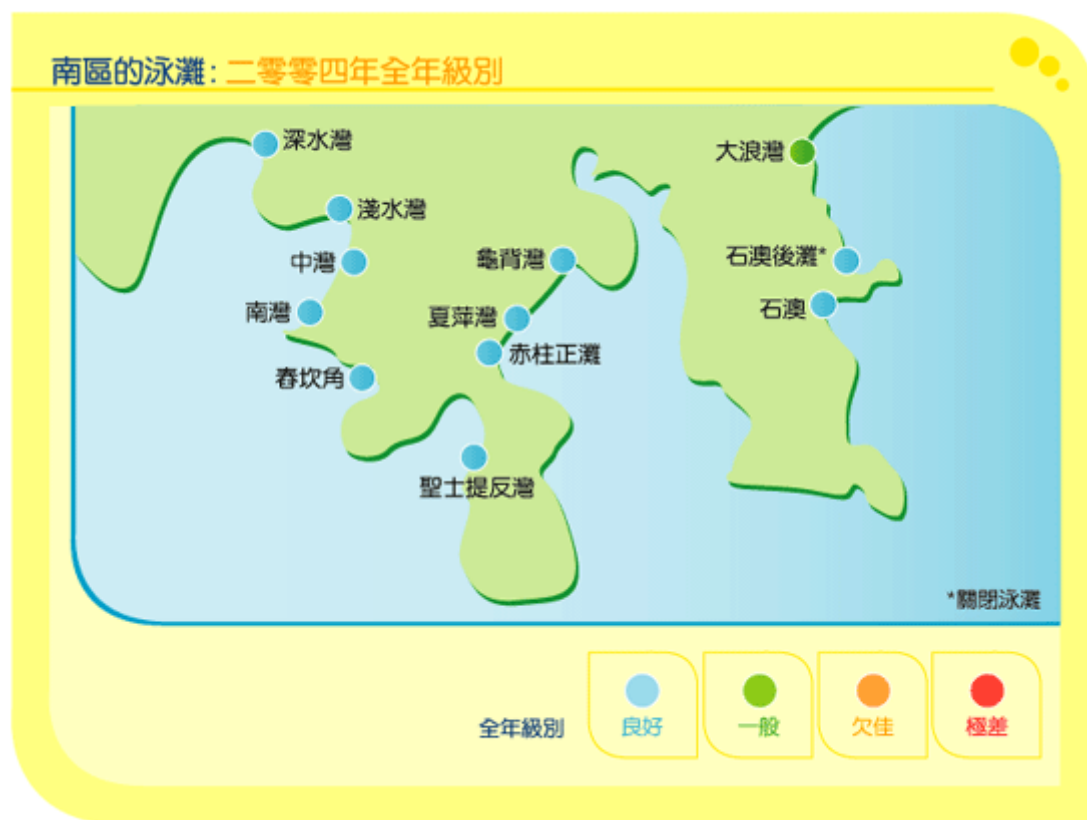 南區的泳灘：二零零四年全年級別
深水灣
大浪灣
淺水灣
中灣
龜背灣
石澳後灘*
南灣
夏萍灣
石澳
赤柱正灘
舂坎角
聖士提反灣
*關閉泳灘
全年級別
良好
一般
欠佳
極差